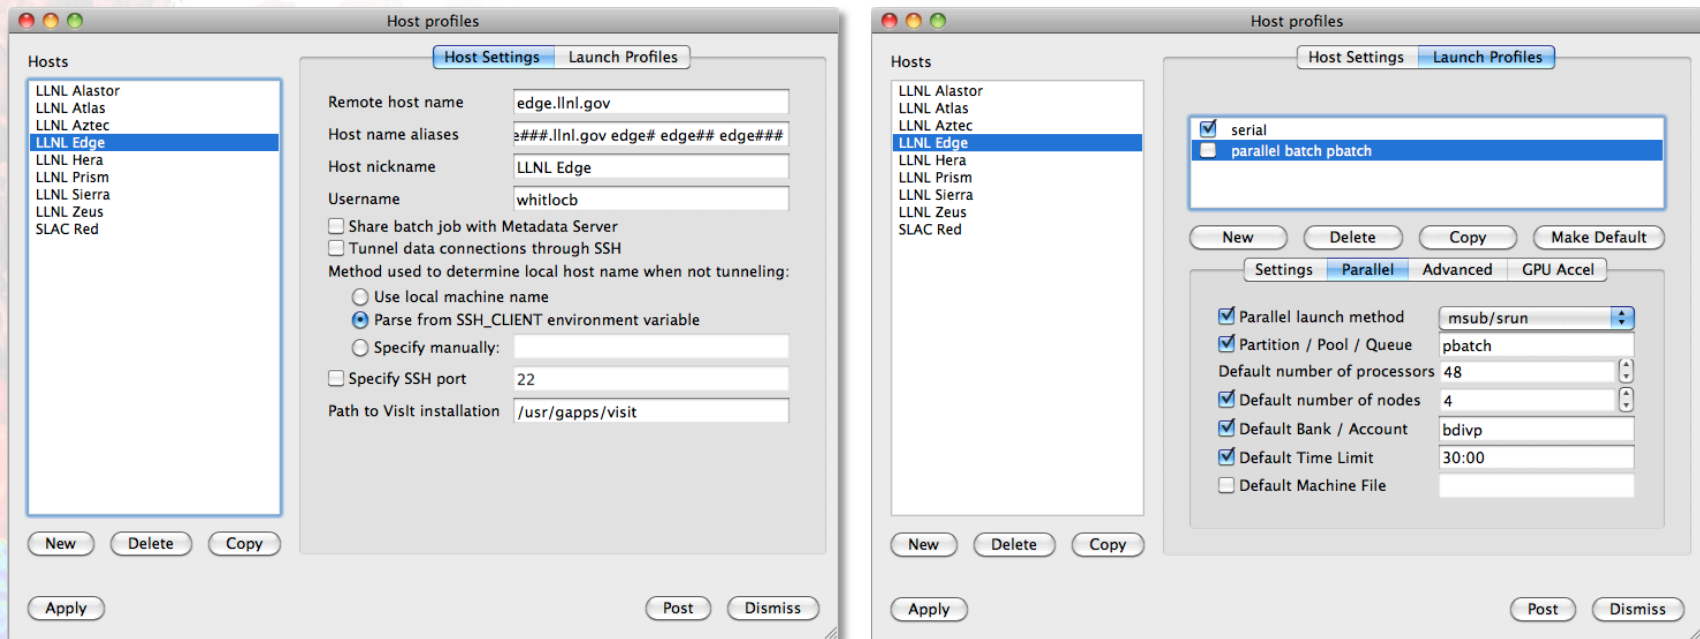 Host profiles
Hosts
LLNL Alastor
LLNL Atlas
LLNL Aztec
LLNL Edge
LLNL Hera
LLNL Prism
LLNL Sierra
LLNL Zeus
SLAC Red
New Delete Copy
Host Settings Launch Profiles
Remote host name edge.llnl.gov
Host name aliases e###.llnl.gov edge# edge## edge###
Host nickname LLNL Edge
Username whitlocb
Share batch job with Metadata Server
Tunnel data connections through SSH
Method used to determine local host name when not tunneling:
Use local machine name
Parse from SSH_CLIENT environment variable
Specify manually:
Specify SSH port 22
Path to VisIt installation /usr/gapps/visit
Apply Post Dismiss
Host profiles
Hosts
LLNL Alastor
LLNL Atlas
LLNL Aztec
LLNL Edge
LLNL Hera
LLNL Prism
LLNL Sierra
LLNL Zeus
SLAC Red
New Delete Copy
Host Settings Launch Profiles
serial
parallel batch pbatch
New Delete Copy Make Default
Settings Parallel Advanced GPU Accel
Parallel launch method msub/srun
Partition / Pool / Queue pbatch
Default number of processors 48
Default number of nodes 4
Default Bank / Account bdivp
Default Time Limit 30:00
Default Machine File
Apply Post Dismiss